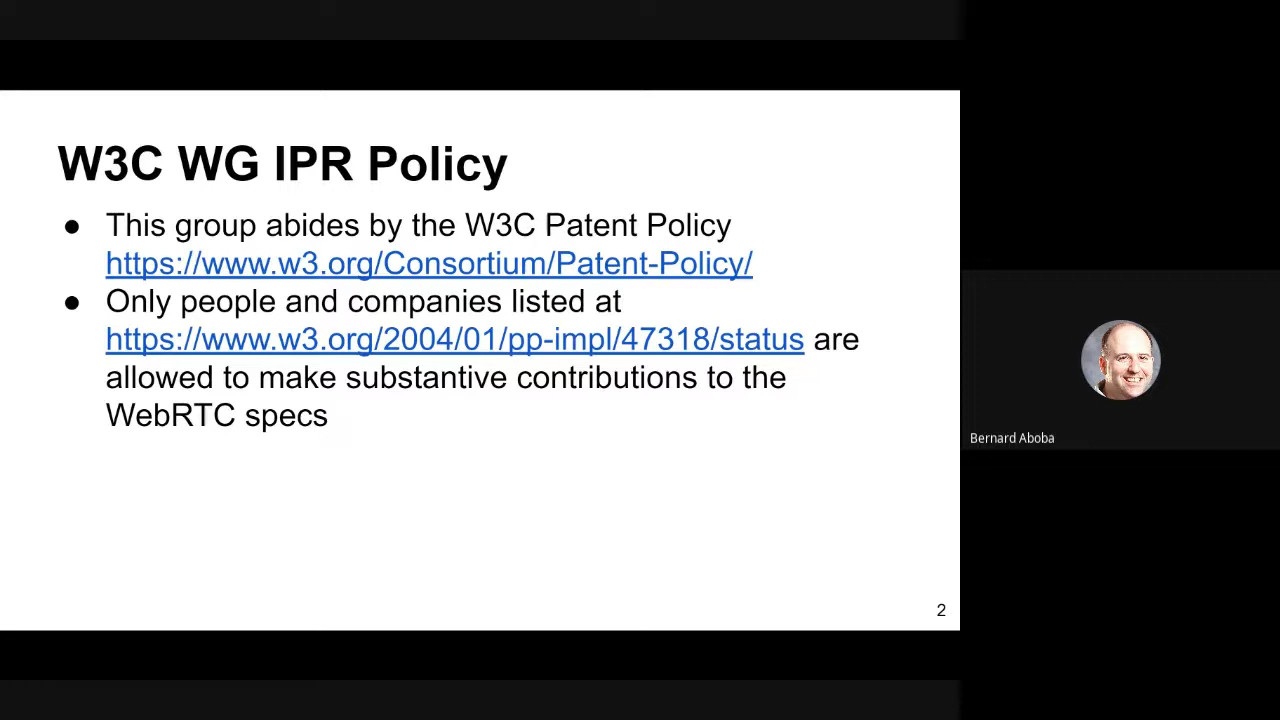 W3C WG IPR Policy
● This group abides by the W3C Patent Policy
https://www.w3.org/Consortium/Patent-Policy/
● Only people and companies listed at
https://www.w3.org/2004/01/pp-impl/47318/status are
allowed to make substantive contributions to the
WebRTC specs
2
Bernard Aboba